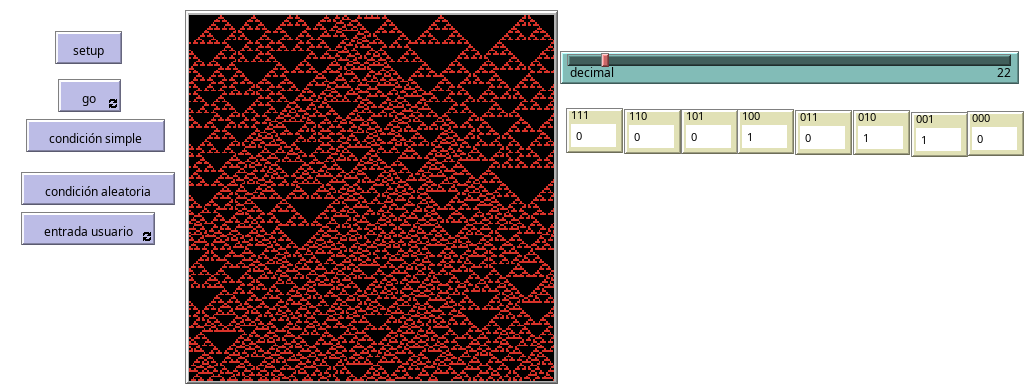 setup
go
condición simple
condición aleatoria
entrada usuario
decimal 22
111 110 101 100 011 010 001 000
0 0 0 1 0 1 1 0